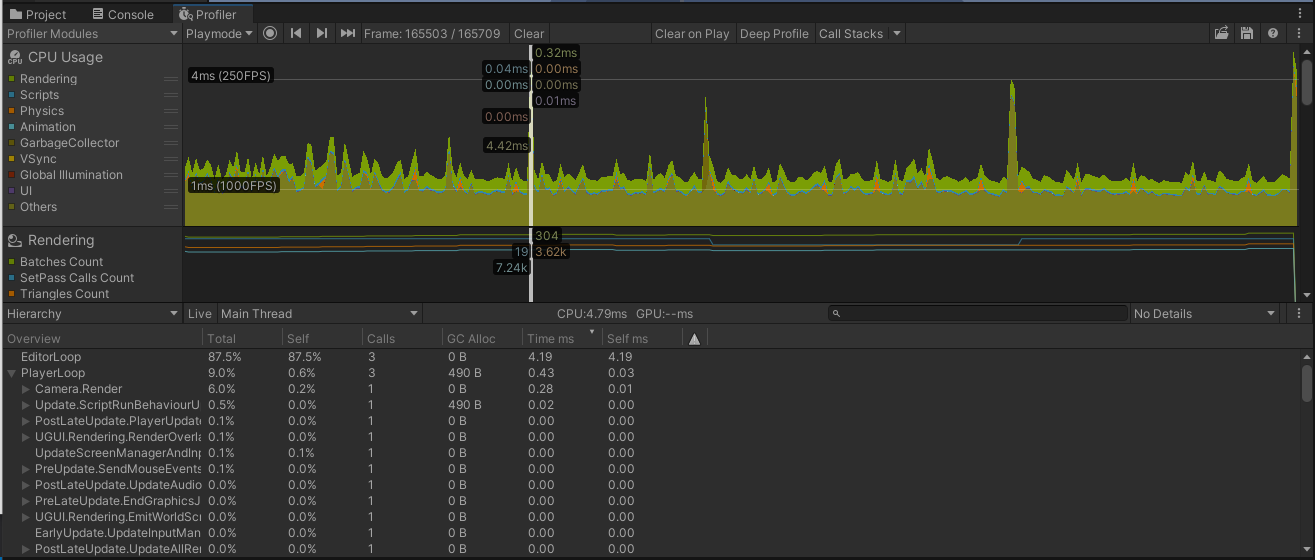 Project Console Profiler
Profiler Modules Playmode Frame: 165503 / 165709 Clear Clear on Play Deep Profile Call Stacks
CPU Usage
CPU
Rendering
Scripts
Physics
Animation
GarbageCollector
VSync
Global Illumination
UI
Others
4ms (250FPS)
1ms (1000FPS)
0.32ms
0.04ms 0.00ms
0.00ms 0.00ms
0.01ms
0.00ms
4.42ms
Rendering
Batches Count
SetPass Calls Count
Triangles Count
304
19 3.62k
7.24k
Hierarchy Live Main Thread CPU:4.79ms GPU:--ms No Details
Overview Total Self Calls GC Alloc Time ms Self ms
EditorLoop 87.5% 87.5% 3 0 B 4.19 4.19
PlayerLoop 9.0% 0.6% 3 490 B 0.43 0.03
Camera.Render 6.0% 0.2% 1 0 B 0.28 0.01
Update.ScriptRunBehaviourU 0.5% 0.0% 1 490 B 0.02 0.00
PostLateUpdate.PlayerUpdate 0.1% 0.0% 1 0 B 0.00 0.00
UGUI.Rendering.RenderOverla 0.1% 0.0% 1 0 B 0.00 0.00
UpdateScreenManagerAndInp 0.1% 0.1% 1 0 B 0.00 0.00
PreUpdate.SendMouseEvents 0.1% 0.0% 1 0 B 0.00 0.00
PostLateUpdate.UpdateAudio 0.0% 0.0% 1 0 B 0.00 0.00
PreLateUpdate.EndGraphicsJ 0.0% 0.0% 1 0 B 0.00 0.00
UGUI.Rendering.EmitWorldScr 0.0% 0.0% 1 0 B 0.00 0.00
EarlyUpdate.UpdateInputMan 0.0% 0.0% 1 0 B 0.00 0.00
PostLateUpdate.UpdateAllRen 0.0% 0.0% 1 0 B 0.00 0.00